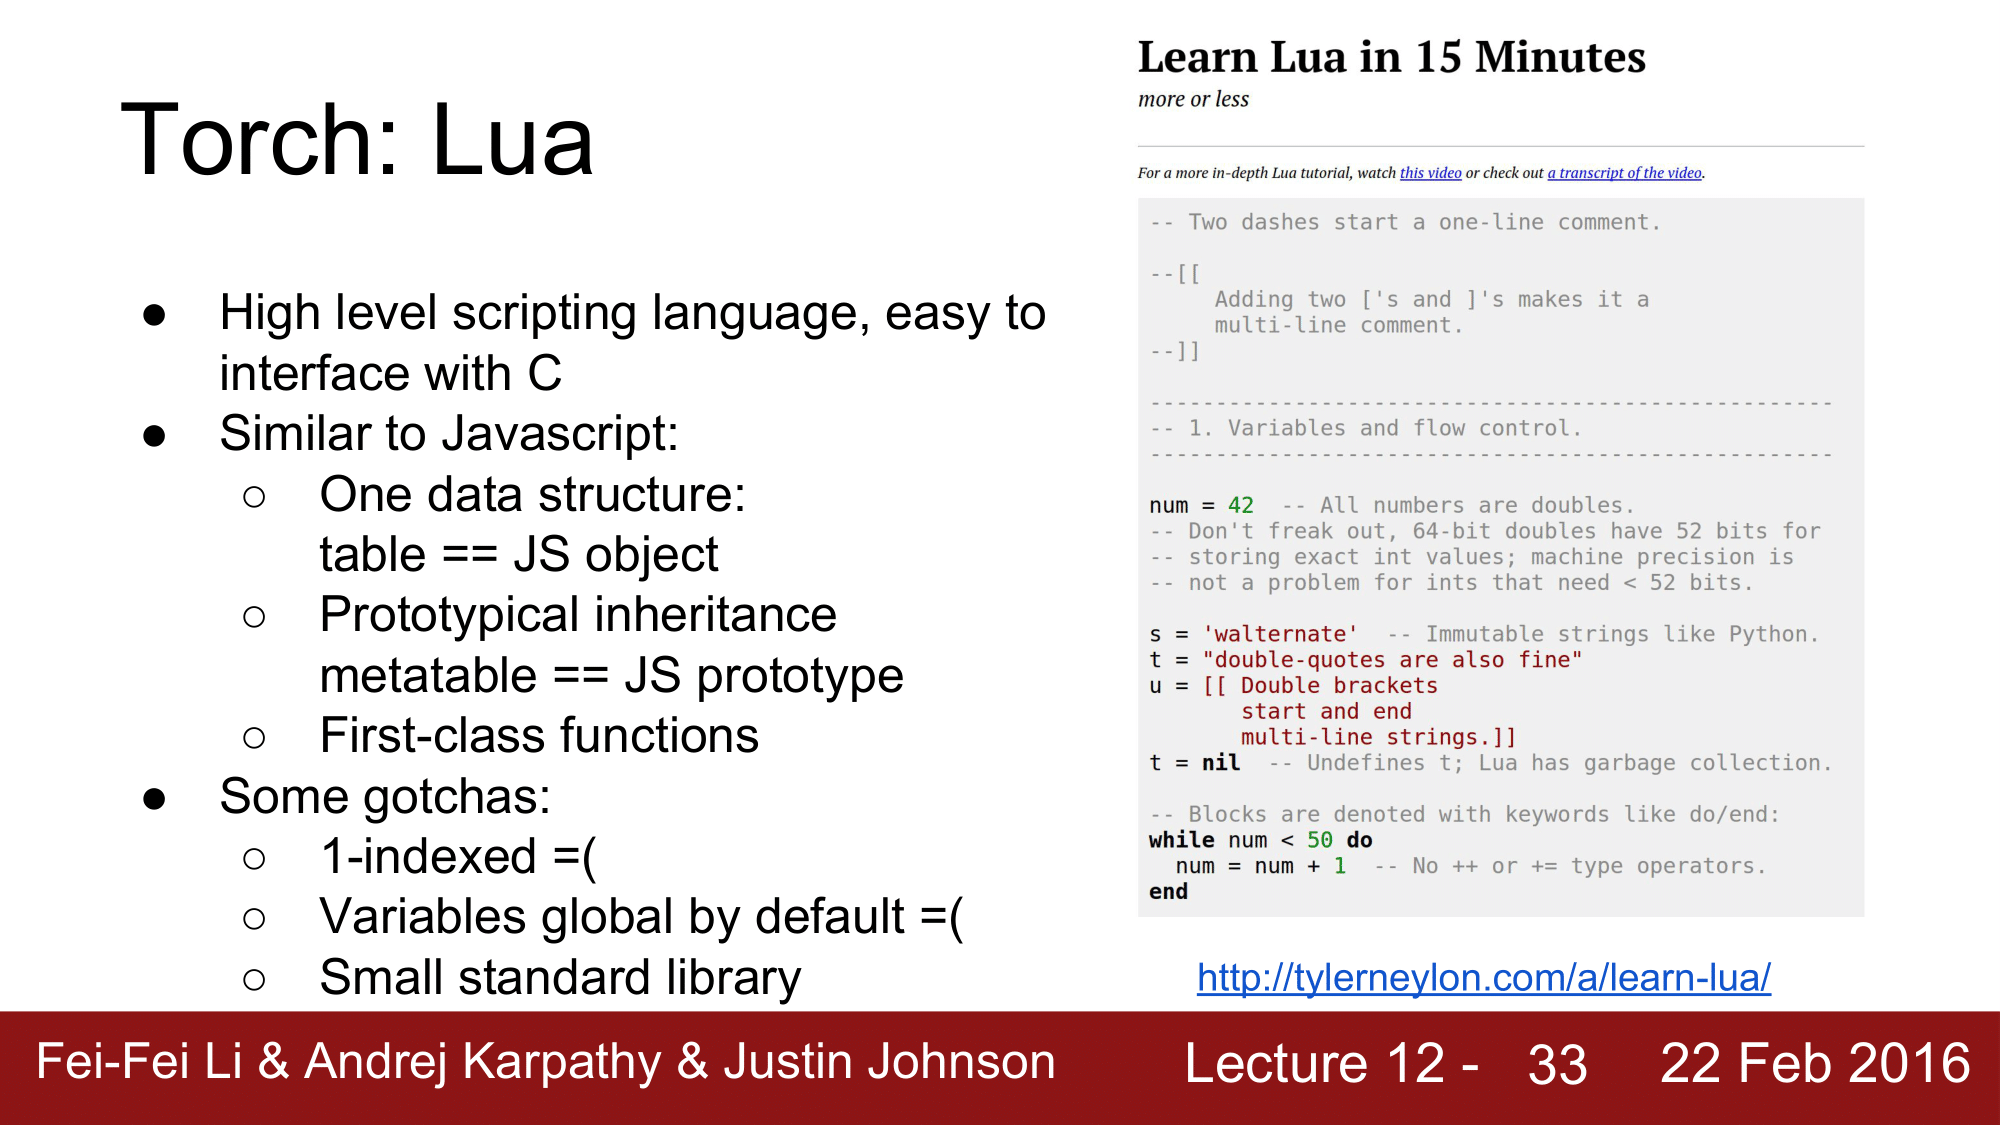 Torch: Lua
● High level scripting language, easy to
interface with C
● Similar to Javascript:
○ One data structure:
table == JS object
○ Prototypical inheritance
metatable == JS prototype
○ First-class functions
● Some gotchas:
○ 1-indexed =(
○ Variables global by default =(
○ Small standard library
Learn Lua in 15 Minutes
more or less
For a more in-depth Lua tutorial, watch this video or check out a transcript of the video.
-- Two dashes start a one-line comment.
--[[
     Adding two ['s and ]'s makes it a
     multi-line comment.
--]]
----------------------------------------------------
-- 1. Variables and flow control.
----------------------------------------------------
num = 42  -- All numbers are doubles.
-- Don't freak out, 64-bit doubles have 52 bits for
-- storing exact int values; machine precision is
-- not a problem for ints that need < 52 bits.
s = 'walternate'  -- Immutable strings like Python.
t = "double-quotes are also fine"
u = [[ Double brackets
       start and end
       multi-line strings.]]
t = nil  -- Undefines t; Lua has garbage collection.
-- Blocks are denoted with keywords like do/end:
while num < 50 do
  num = num + 1  -- No ++ or += type operators.
end
http://tylerneylon.com/a/learn-lua/
Fei-Fei Li & Andrej Karpathy & Justin Johnson
Lecture 12 - 33
22 Feb 2016